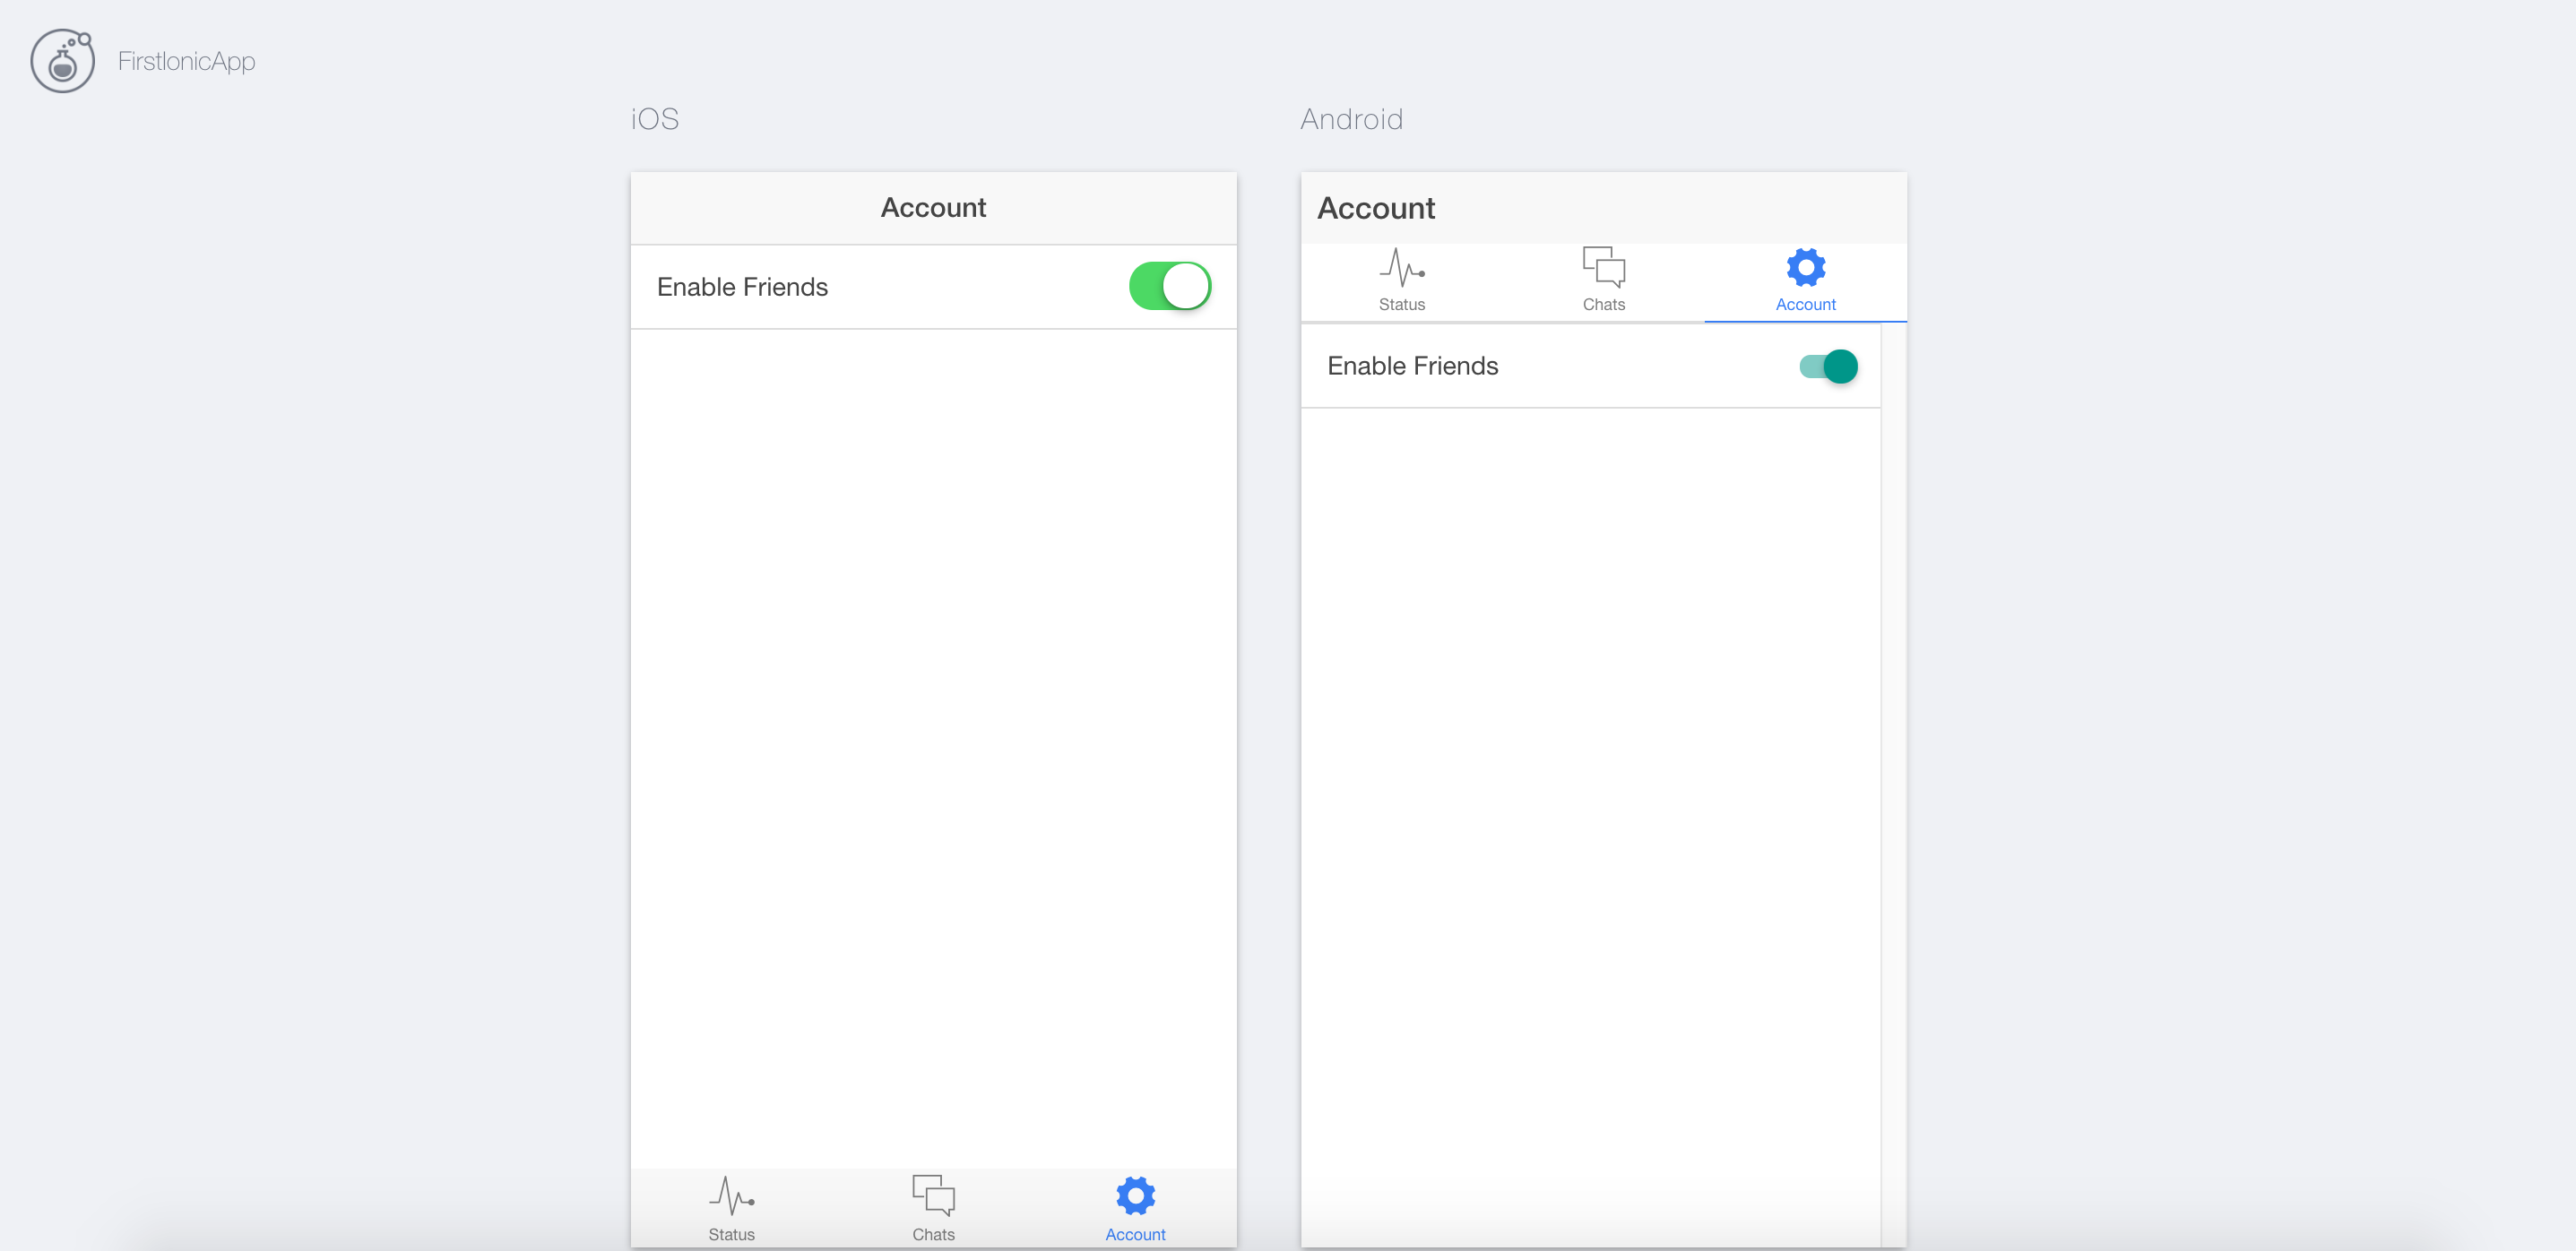 FirstIonicApp
iOS
Account
Enable Friends
Status
Chats
Account
Android
Account
Status
Chats
Account
Enable Friends